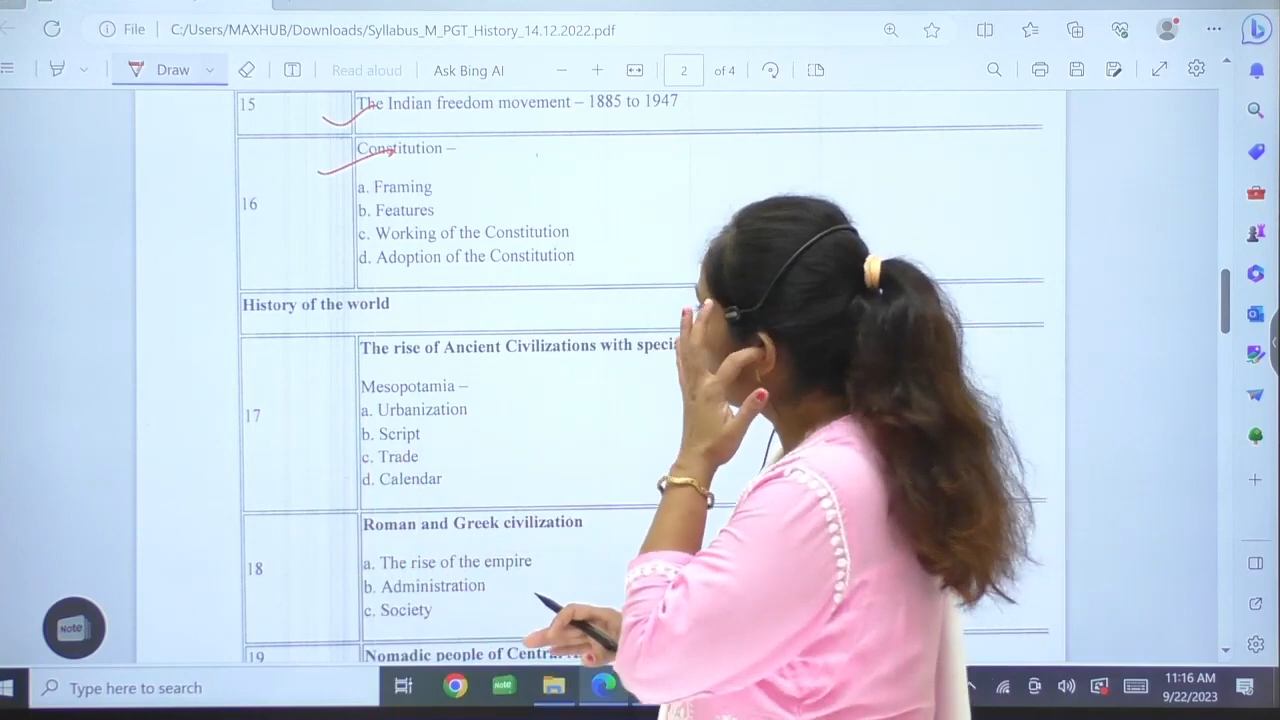 File C:/Users/MAXHUB/Downloads/Syllabus_M_PGT_History_14.12.2022.pdf
Draw Read aloud Ask Bing AI 2 of 4
15 The Indian freedom movement – 1885 to 1947
Constitution –
a. Framing
16
b. Features
c. Working of the Constitution
d. Adoption of the Constitution
History of the world
The rise of Ancient Civilizations with
Mesopotamia –
17
a. Urbanization
b. Script
c. Trade
d. Calendar
Roman and Greek civilization
a. The rise of the empire
18
b. Administration
c. Society
Note
19 Nomadic people of
Type here to search
Note
11:16 AM
9/22/2023